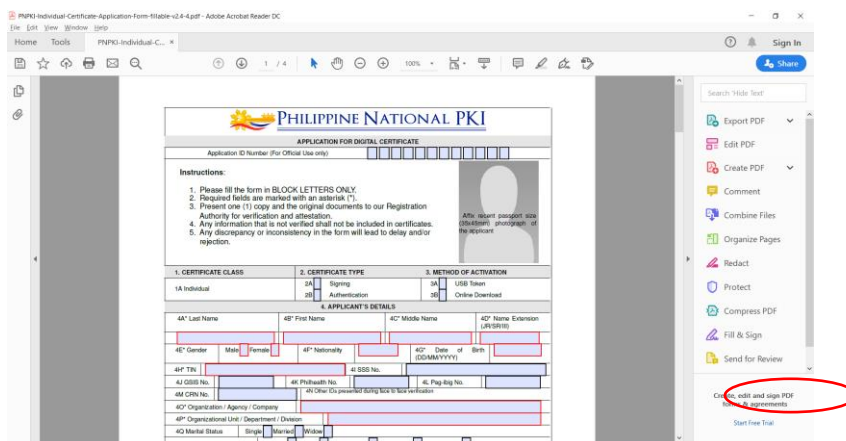 PNPKI-Individual-Certificate-Application-Form-fillable-v2.4-4.pdf - Adobe Acrobat Reader DC
File Edit View Window Help
Home Tools PNPKI-Individual-C... ×
Sign In
1 / 4
100%
Share
PHILIPPINE NATIONAL PKI
APPLICATION FOR DIGITAL CERTIFICATE
Application ID Number (For Official Use only)
Instructions:
1. Please fill the form in BLOCK LETTERS ONLY.
2. Required fields are marked with an asterisk (*).
3. Present one (1) copy and the original documents to our Registration
Authority for verification and attestation.
4. Any information that is not verified shall not be included in certificates.
5. Any discrepancy or inconsistency in the form will lead to delay and/or
rejection.
Affix recent passport size
(35x45mm) photograph of
the applicant
1. CERTIFICATE CLASS 2. CERTIFICATE TYPE 3. METHOD OF ACTIVATION
1A Individual
2A Signing 3A USB Token
2B Authentication 3B Online Download
4. APPLICANT'S DETAILS
4A* Last Name 4B* First Name 4C* Middle Name 4D* Name Extension
(JR/SR/III)
4E* Gender Male Female 4F* Nationality 4G* Date of Birth
(DD/MM/YYYY)
4H* TIN 4I SSS No.
4J GSIS No. 4K Philhealth No. 4L Pag-ibig No.
4M CRN No. 4N Other IDs presented during face to face verification
4O* Organization / Agency / Company
4P* Organizational Unit / Department / Division
4Q Marital Status Single Married Widow
Search 'Hide Text'
Export PDF
Edit PDF
Create PDF
Comment
Combine Files
Organize Pages
Redact
Protect
Compress PDF
Fill & Sign
Send for Review
Create, edit and sign PDF
forms & agreements
Start Free Trial